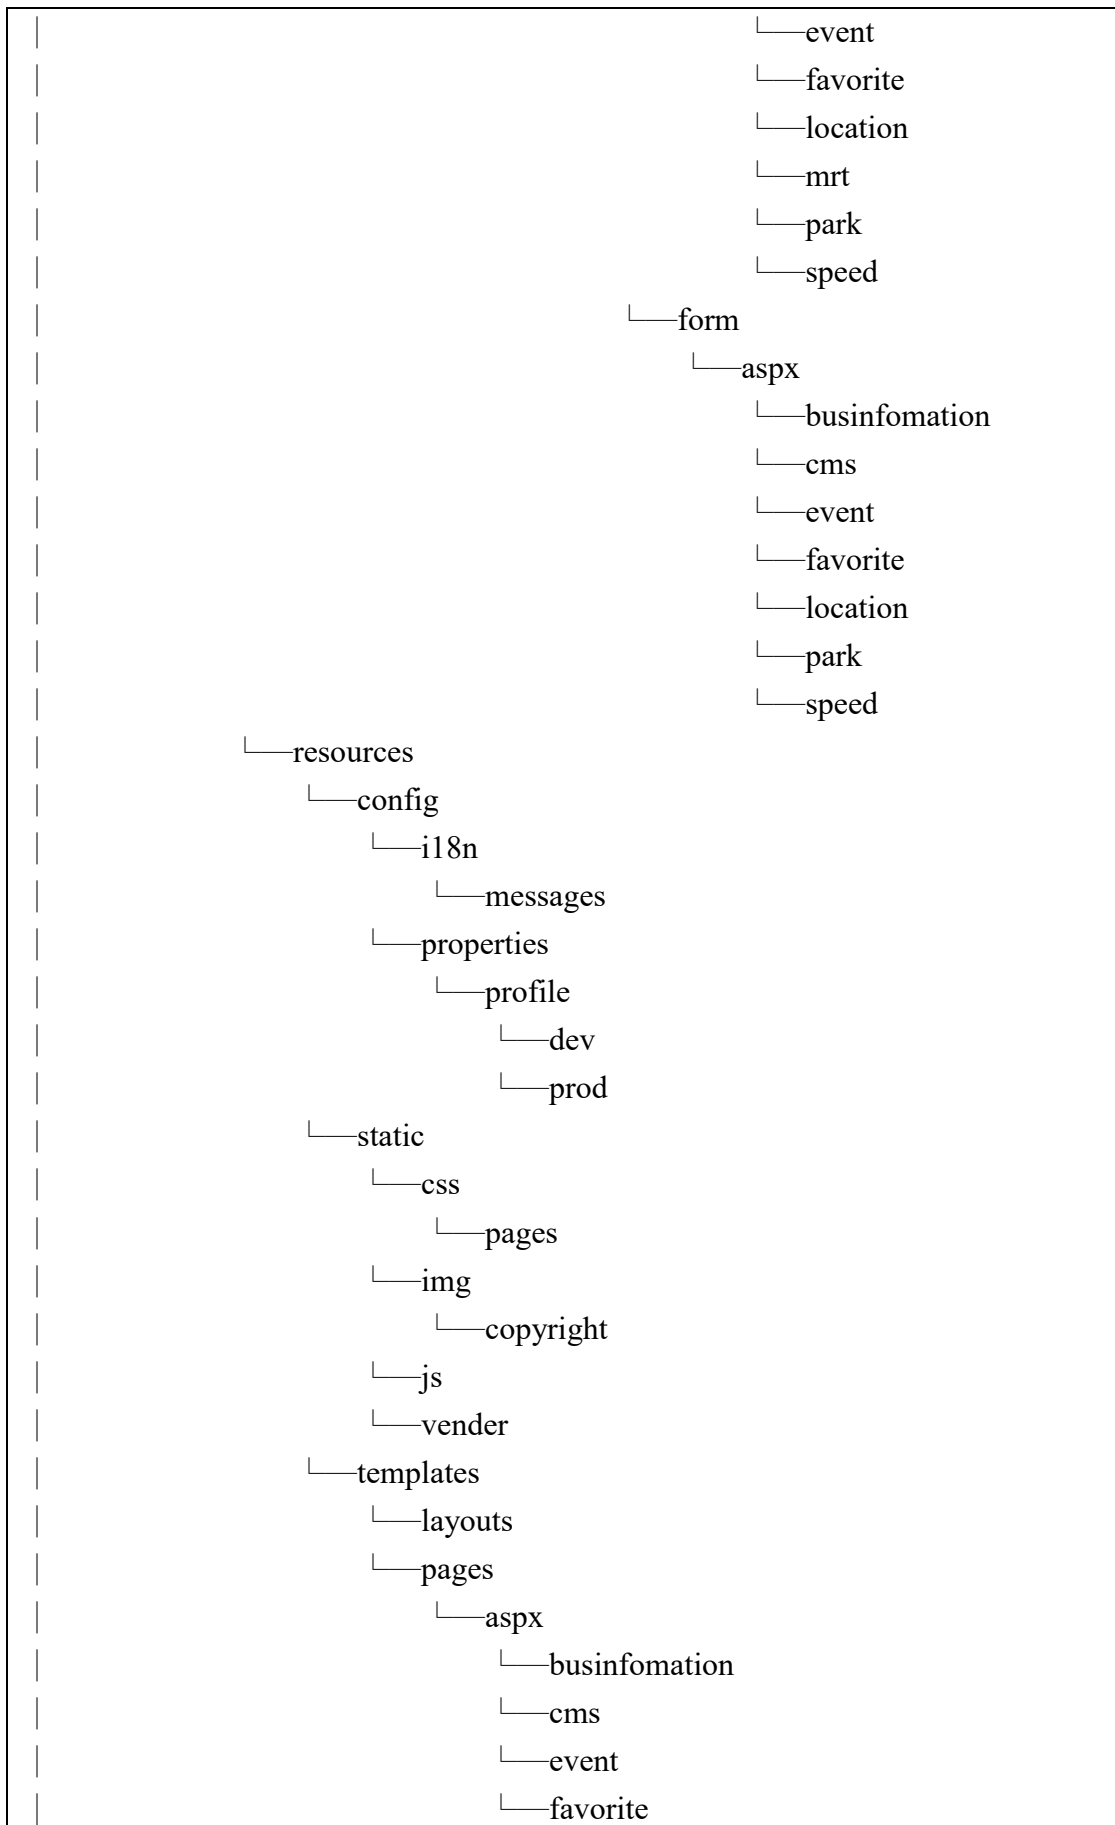 │ └──event
│ └──favorite
│ └──location
│ └──mrt
│ └──park
│ └──speed
│ └──form
│ └──aspx
│ └──businfomation
│ └──cms
│ └──event
│ └──favorite
│ └──location
│ └──park
│ └──speed
│ └──resources
│ └──config
│ └──i18n
│ └──messages
│ └──properties
│ └──profile
│ └──dev
│ └──prod
│ └──static
│ └──css
│ └──pages
│ └──img
│ └──copyright
│ └──js
│ └──vender
│ └──templates
│ └──layouts
│ └──pages
│ └──aspx
│ └──businfomation
│ └──cms
│ └──event
│ └──favorite